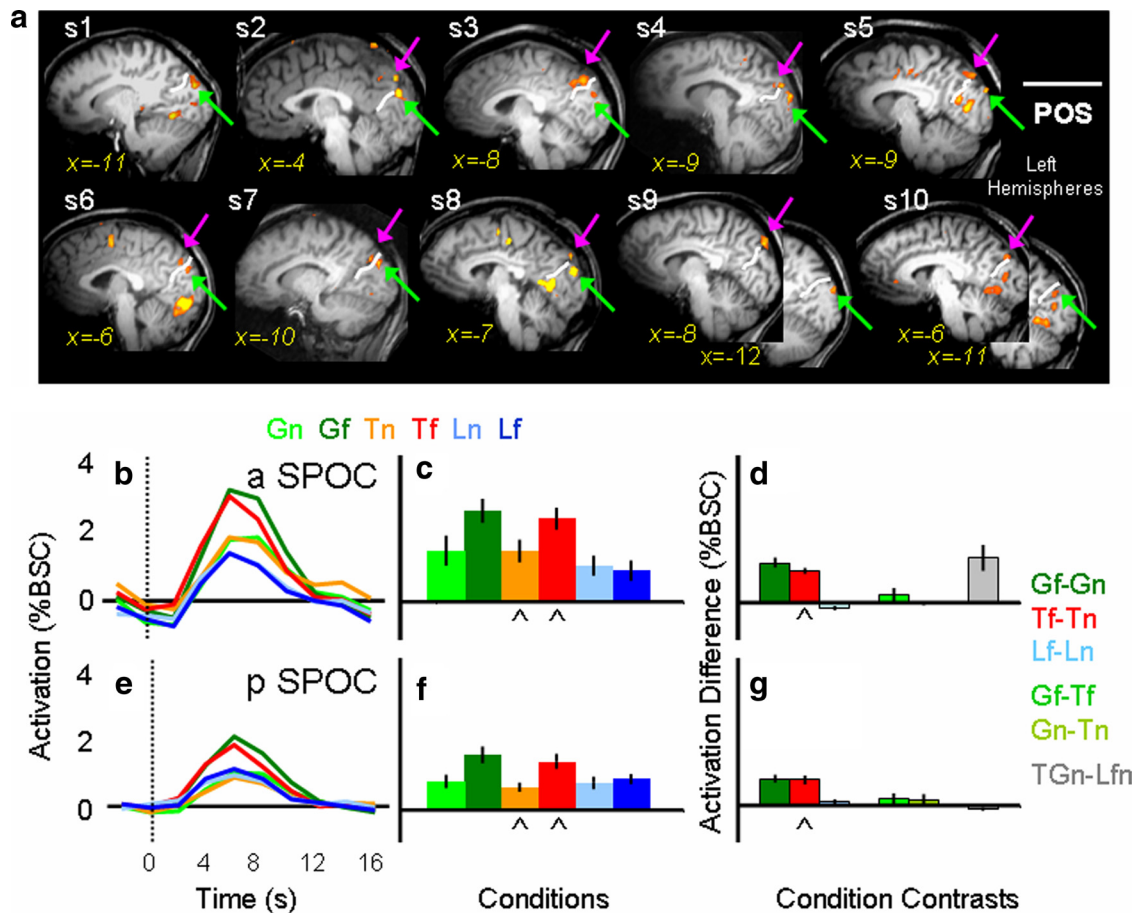 a
s1
s2
s3
s4
s5
x=-11
x=-4
x=-8
x=-9
x=-9
POS
Left
Hemispheres
s6
s7
s8
s9
s10
x=-6
x=-10
x=-7
x=-8
x=-12
x=-6
x=-11
Gn Gf Tn Tf Ln Lf
b
a SPOC
c
d
4
2
0
^ ^
^
Activation (%BSC)
Activation Difference (%BSC)
Gf-Gn
Tf-Tn
Lf-Ln
Gf-Tf
Gn-Tn
TGn-Lfn
e
p SPOC
f
g
4
2
0
^ ^
^
0 4 8 12 16
Time (s)
Conditions
Condition Contrasts